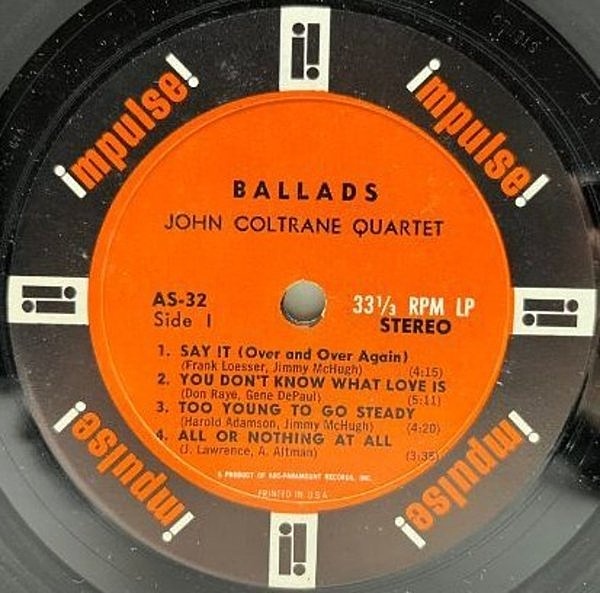 impulse!
impulse!
BALLADS
JOHN COLTRANE QUARTET
AS-32
Side 1
33 1/3 RPM LP
STEREO
1. SAY IT (Over and Over Again)
(Frank Loesser, Jimmy McHugh) (4:15)
2. YOU DON'T KNOW WHAT LOVE IS
(Don Raye, Gene DePaul) (5:11)
3. TOO YOUNG TO GO STEADY
(Harold Adamson, Jimmy McHugh) (4:20)
4. ALL OR NOTHING AT ALL
(J. Lawrence, A. Altman) (3:35)
A PRODUCT OF ABC-PARAMOUNT RECORDS, INC.
PRINTED IN U.S.A.
impulse!
impulse!